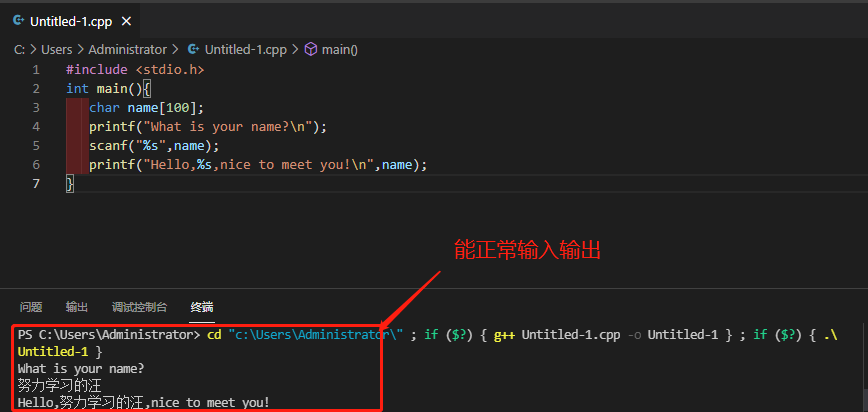 Untitled-1.cpp ×
C: > Users > Administrator > Untitled-1.cpp > main()
1 #include <stdio.h>
2 int main(){
3 char name[100];
4 printf("What is your name?\n");
5 scanf("%s",name);
6 printf("Hello,%s,nice to meet you!\n",name);
7 }
能正常输入输出
问题 输出 调试控制台 终端
PS C:\Users\Administrator> cd "c:\Users\Administrator\" ; if ($?) { g++ Untitled-1.cpp -o Untitled-1 } ; if ($?) { .\
Untitled-1 }
What is your name?
努力学习的汪
Hello,努力学习的汪,nice to meet you!